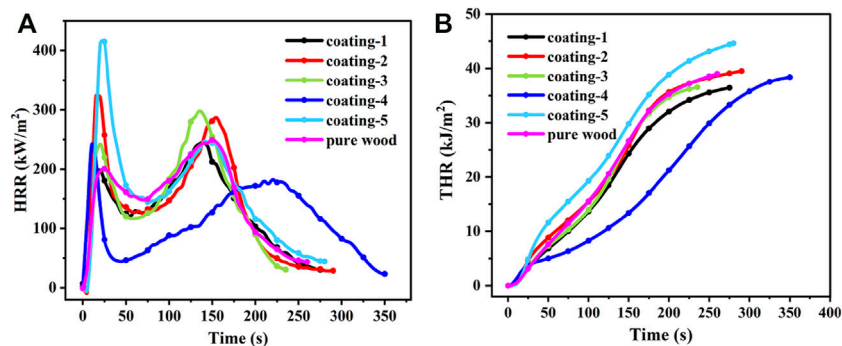 A
HRR (kW/m²)
400
300
200
100
0
0 50 100 150 200 250 300 350
Time (s)
coating-1
coating-2
coating-3
coating-4
coating-5
pure wood
B
THR (kJ/m²)
50
40
30
20
10
0
0 50 100 150 200 250 300 350 400
Time (s)
coating-1
coating-2
coating-3
coating-4
coating-5
pure wood